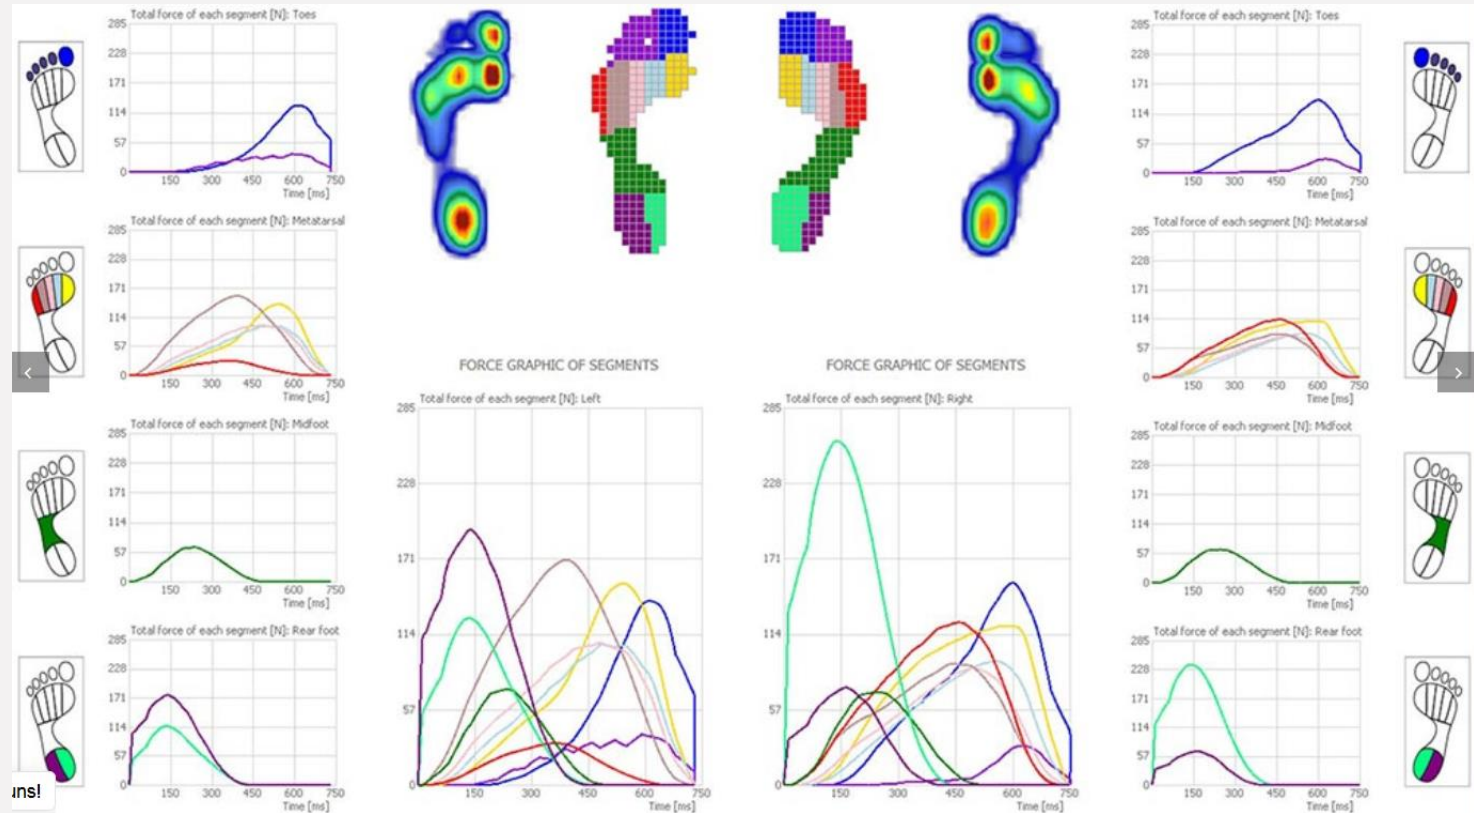 Total force of each segment [N]: Toes
285
228
171
114
57
0
150 300 450 600 750
Time [ms]
Total force of each segment [N]: Metatarsal
285
228
171
114
57
0
150 300 450 600 750
Time [ms]
Total force of each segment [N]: Midfoot
285
228
171
114
57
0
150 300 450 600 750
Time [ms]
Total force of each segment [N]: Rear foot
285
228
171
114
57
0
150 300 450 600 750
Time [ms]
uns!
FORCE GRAPHIC OF SEGMENTS
Total force of each segment [N]: Left
285
228
171
114
57
0
150 300 450 600 750
Time [ms]
FORCE GRAPHIC OF SEGMENTS
Total force of each segment [N]: Right
285
228
171
114
57
0
150 300 450 600 750
Time [ms]
Total force of each segment [N]: Toes
285
228
171
114
57
0
150 300 450 600 750
Time [ms]
Total force of each segment [N]: Metatarsal
285
228
171
114
57
0
150 300 450 600 750
Time [ms]
Total force of each segment [N]: Midfoot
285
228
171
114
57
0
150 300 450 600 750
Time [ms]
Total force of each segment [N]: Rear foot
285
228
171
114
57
0
150 300 450 600 750
Time [ms]